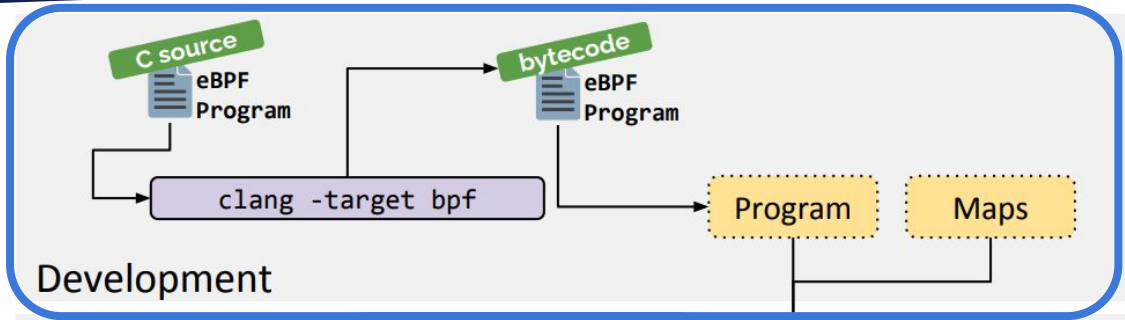 C source
eBPF
Program
bytecode
eBPF
Program
clang -target bpf
Program
Maps
Development